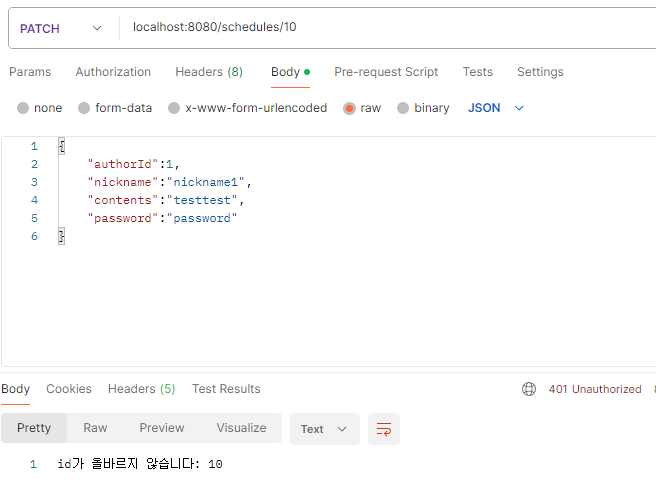 PATCH localhost:8080/schedules/10
Params Authorization Headers (8) Body Pre-request Script Tests Settings
none form-data x-www-form-urlencoded raw binary JSON
1 {
2 "authorId":1,
3 "nickname":"nickname1",
4 "contents":"testtest",
5 "password":"password"
6 }
Body Cookies Headers (5) Test Results 401 Unauthorized
Pretty Raw Preview Visualize Text
1 id가 올바르지 않습니다: 10